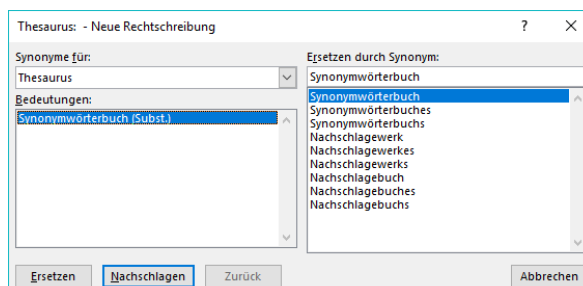 Thesaurus: - Neue Rechtschreibung
?
Synonyme für:
Thesaurus
Bedeutungen:
Synonymwörterbuch (Subst.)
Ersetzen durch Synonym:
Synonymwörterbuch
Synonymwörterbuch
Synonymwörterbuches
Synonymwörterbuchs
Nachschlagewerk
Nachschlagewerkes
Nachschlagewerks
Nachschlagebuch
Nachschlagebuches
Nachschlagebuchs
Ersetzen
Nachschlagen
Zurück
Abbrechen